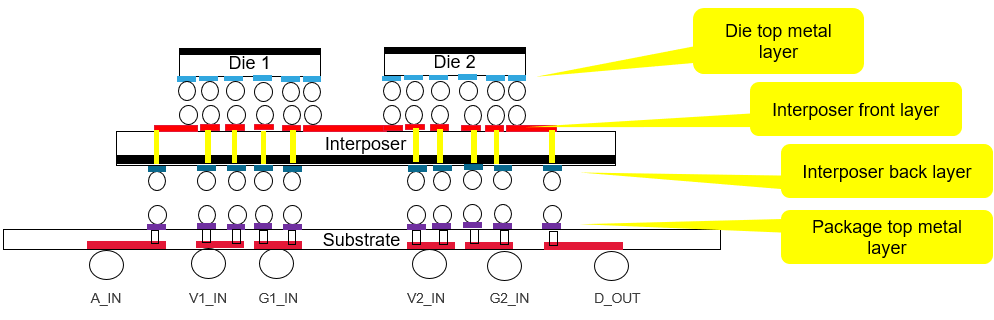 Die top metal
layer
Die 1
Die 2
Interposer front layer
Interposer
Interposer back layer
Package top metal
layer
Substrate
A_IN
V1_IN
G1_IN
V2_IN
G2_IN
D_OUT